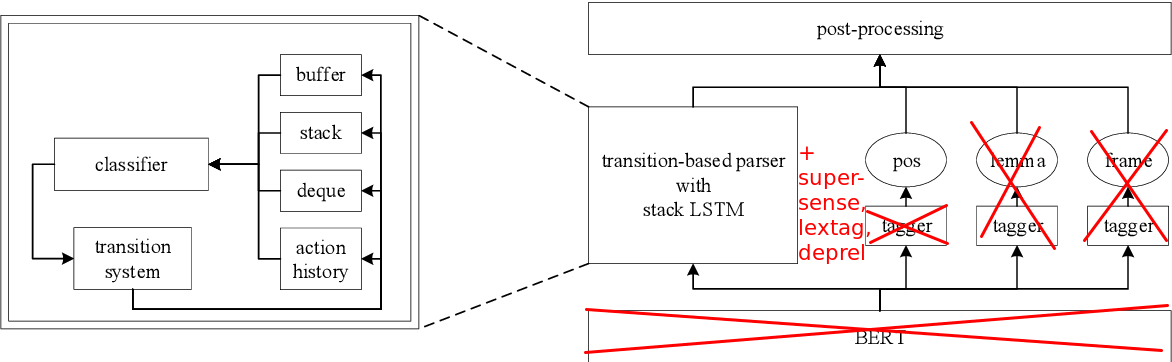 post-processing
buffer
stack
deque
action
history
classifier
transition
system
transition-based parser
with
stack LSTM
+
super-
sense,
lextag,
deprel
pos
lemma
frame
tagger
tagger
tagger
BERT